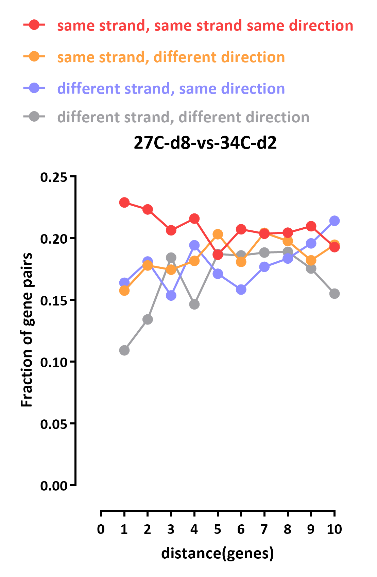 same strand, same strand same direction
same strand, different direction
different strand, same direction
different strand, different direction
27C-d8-vs-34C-d2
Fraction of gene pairs
0.25
0.20
0.15
0.10
0.05
0.00
0 1 2 3 4 5 6 7 8 9 10
distance(genes)